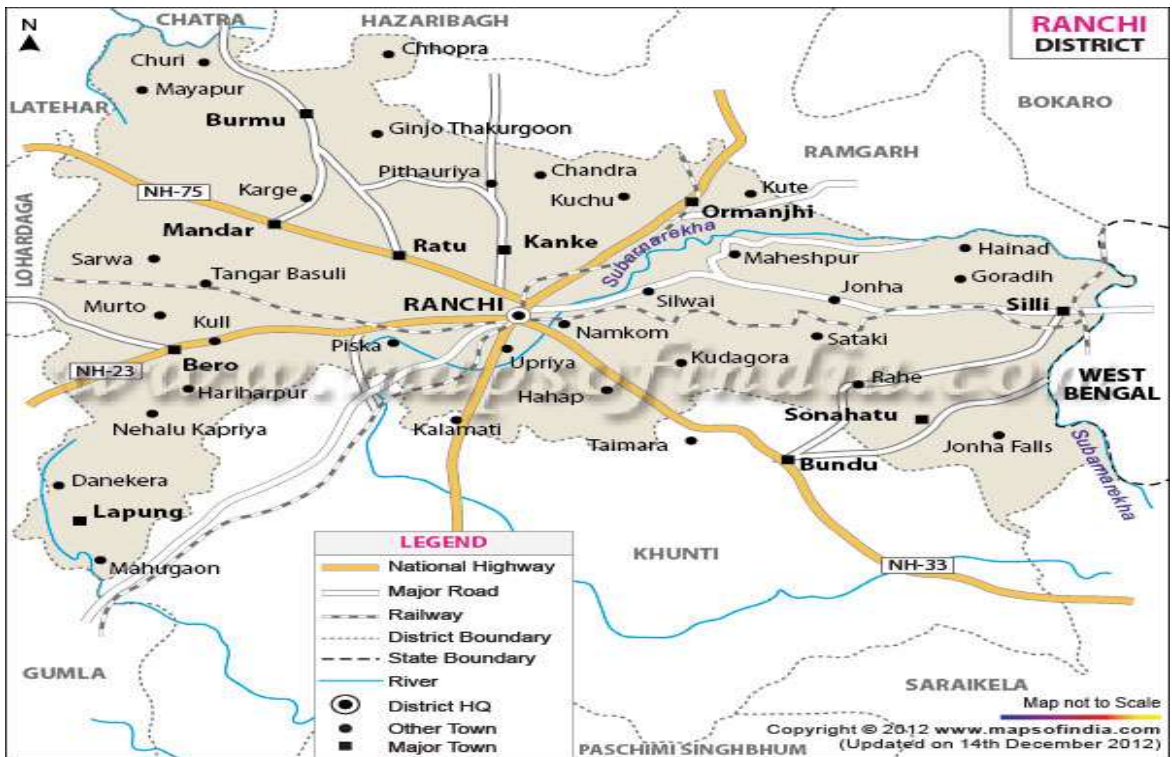 N
CHATRA
HAZARIBAGH
RANCHI
DISTRICT
Chhopra
Churi
Mayapur
LATEHAR
BOKARO
Burmu
Ginjo Thakurgoon
RAMGARH
Pithauriya
Chandra
Kute
NH-75
Karge
Kuchu
Ormanjhi
Mandar
Ratu
Kanke
Subarnarekha
LOHARDAGA
Sarwa
Maheshpur
Hainad
Tangar Basuli
Goradih
Murto
RANCHI
Silwai
Jonha
Silli
Kull
Namkom
Piska
Upriya
Sataki
Bero
Kudagora
NH-23
www.mapsofindia.com
WEST
BENGAL
Hariharpur
Hahap
Rahe
Nehalu Kapriya
Kalamati
Sonahatu
Taimara
Jonha Falls
Bundu
Subarnarekha
Danekera
Lapung
Mahugaon
KHUNTI
NH-33
LEGEND
National Highway
Major Road
Railway
District Boundary
State Boundary
River
District HQ
Other Town
Major Town
GUMLA
SARAIKELA
PASCHIMI SINGHBHUM
Map not to Scale
Copyright © 2012 www.mapsofindia.com
(Updated on 14th December 2012)